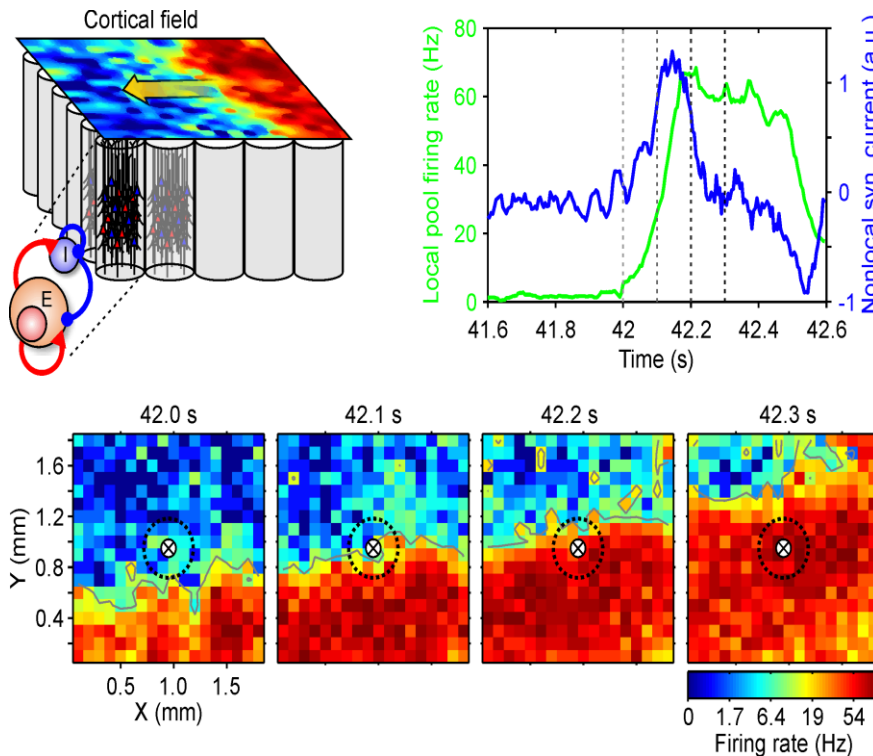 Cortical field
I
E
Local pool firing rate (Hz)
80
60
40
20
0
Nonlocal syn. current (a.u.)
1
0
-1
41.6 41.8 42 42.2 42.4 42.6
Time (s)
42.0 s 42.1 s 42.2 s 42.3 s
Y (mm)
1.6
1.2
0.8
0.4
0.5 1.0 1.5
X (mm)
0 1.7 6.4 19 54
Firing rate (Hz)